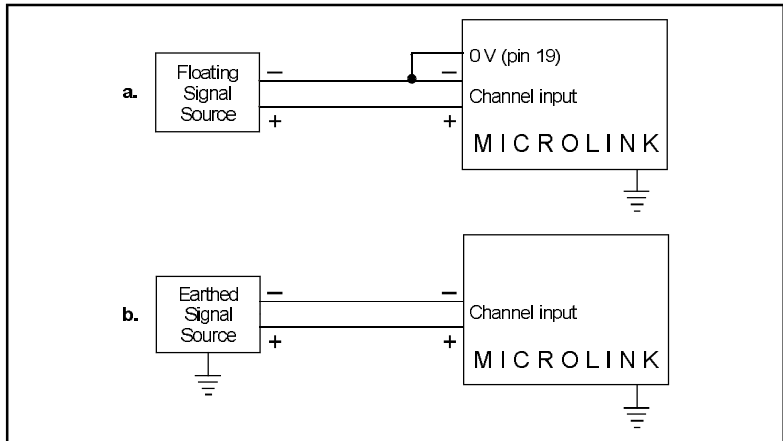 0 V (pin 19)
Floating
Signal
Source
a.
−
−
Channel input
+
+
MICROLINK
Earthed
Signal
Source
b.
−
−
Channel input
+
+
MICROLINK